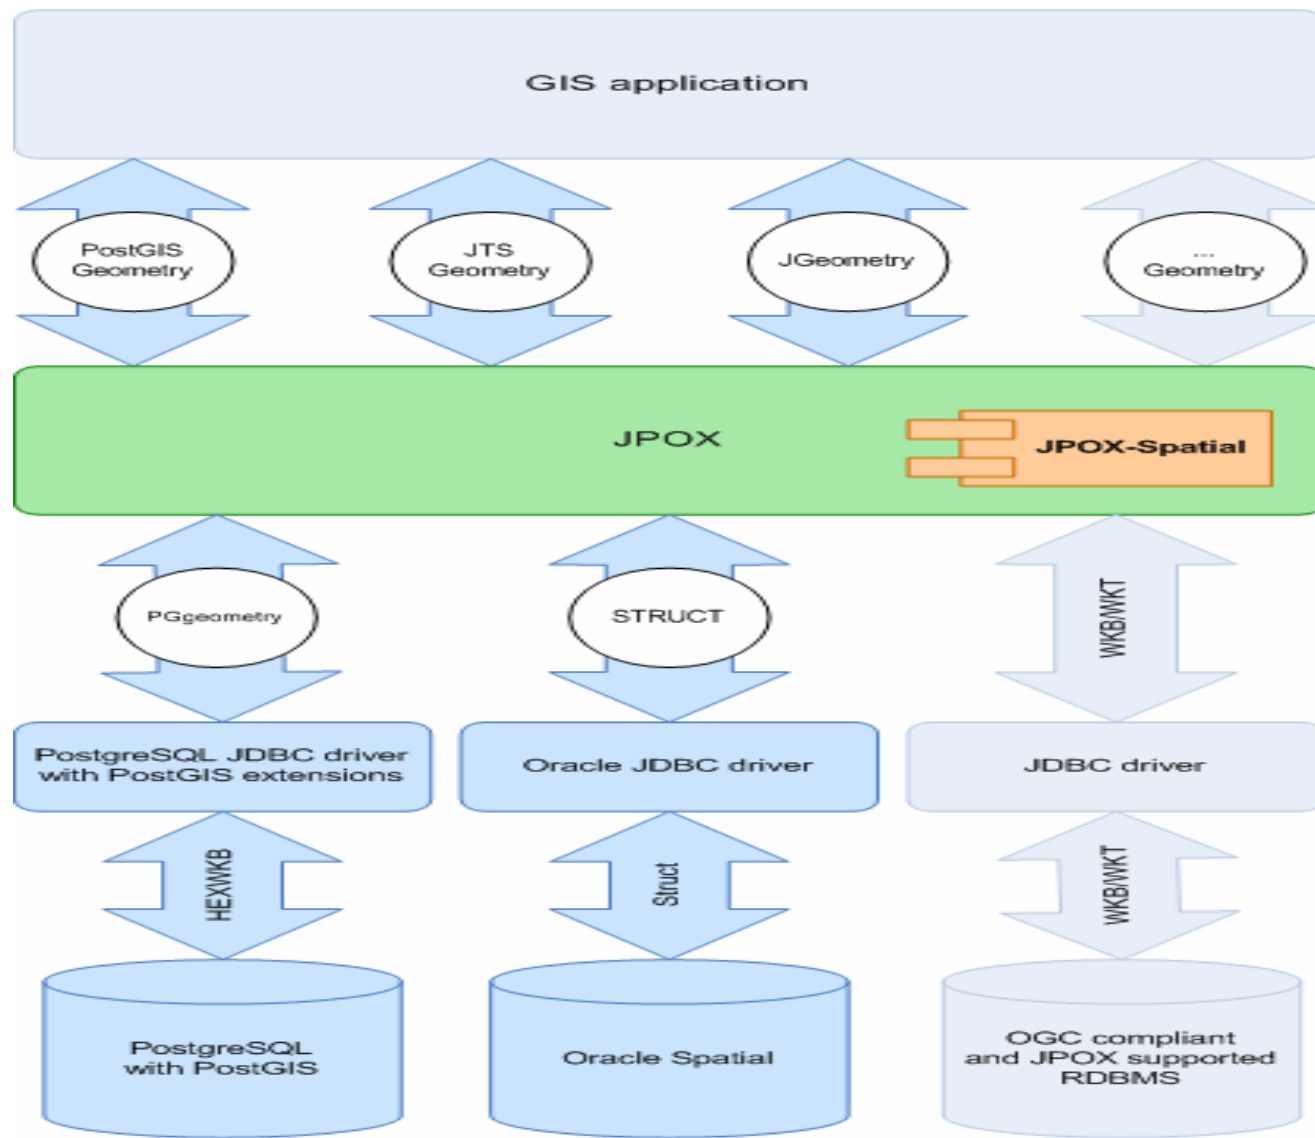 GIS application
PostGIS
Geometry
JTS
Geometry
JGeometry
...
Geometry
JPOX
JPOX-Spatial
PGgeometry
STRUCT
WKB/WKT
PostgreSQL JDBC driver
with PostGIS extensions
Oracle JDBC driver
JDBC driver
HEXWKB
Struct
WKB/WKT
PostgreSQL
with PostGIS
Oracle Spatial
OGC compliant
and JPOX supported
RDBMS